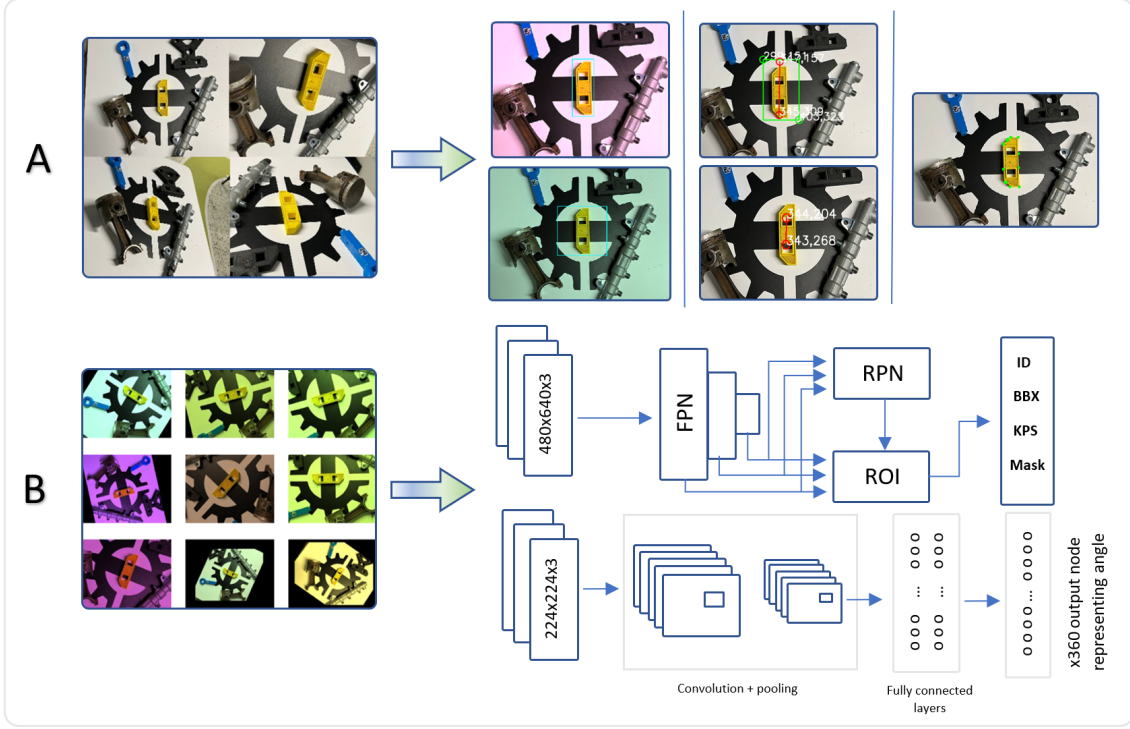 A
344,204
343,268
B
480x640x3
FPN
RPN
ROI
ID
BBX
KPS
Mask
224x224x3
Convolution + pooling
Fully connected
layers
x360 output node
representing angle